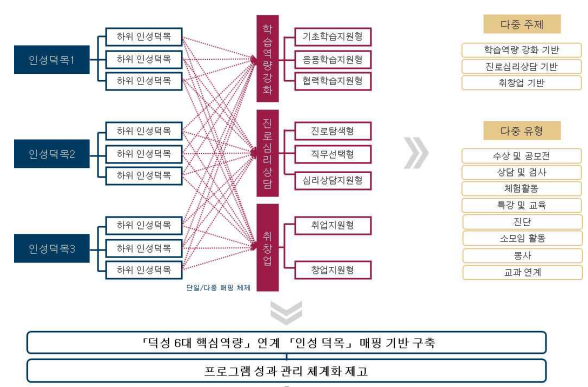 인성덕목1
하위 인성덕목
하위 인성덕목
하위 인성덕목
인성덕목2
하위 인성덕목
하위 인성덕목
하위 인성덕목
인성덕목3
하위 인성덕목
하위 인성덕목
하위 인성덕목
단일/다중 매핑 체제
학습역량강화
기초학습지원형
응용학습지원형
협력학습지원형
진로심리상담
진로탐색형
직무선택형
심리상담지원형
취창업
취업지원형
창업지원형
다중 주제
학습역량 강화 기반
진로심리상담 기반
취창업 기반
다중 유형
수상 및 공모전
상담 및 검사
체험활동
특강 및 교육
진단
소모임 활동
봉사
교과 연계
「덕성 6대 핵심역량」 연계 「인성 덕목」 매핑 기반 구축
프로그램 성과 관리 체계화 제고